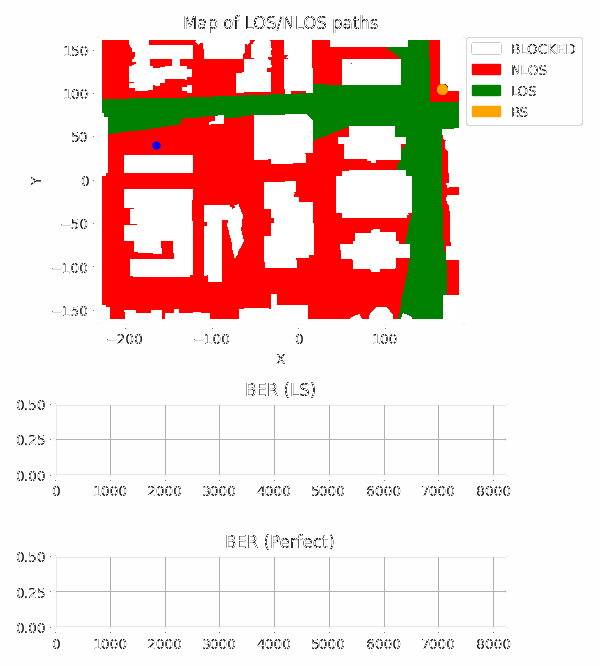 Map of LOS/NLOS paths
150
100
50
0
−50
−100
−150
Y
−200 −100 0 100
X
BLOCKED
NLOS
LOS
BS
BER (LS)
0.50
0.25
0.00
0 1000 2000 3000 4000 5000 6000 7000 8000
BER (Perfect)
0.50
0.25
0.00
0 1000 2000 3000 4000 5000 6000 7000 8000